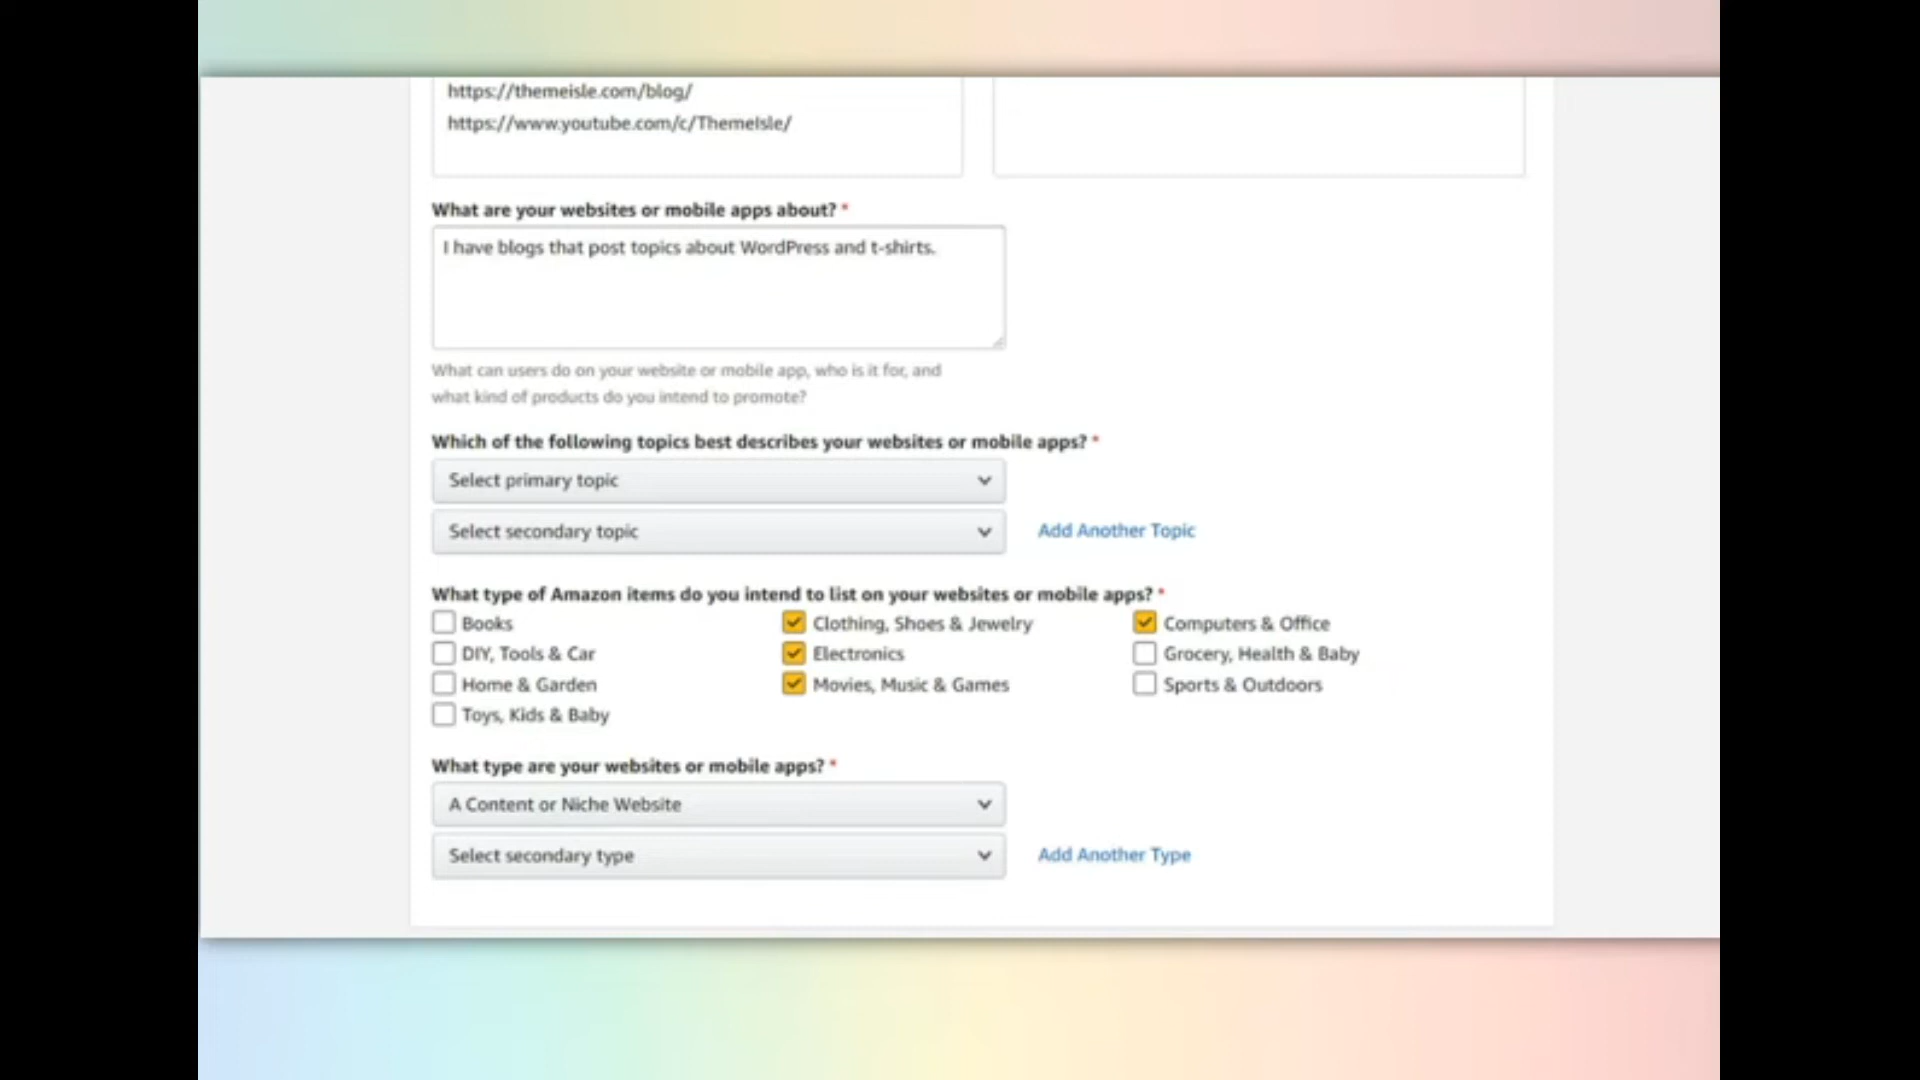 https://themeisle.com/blog/
https://www.youtube.com/c/ThemeIsle/
What are your websites or mobile apps about? *
I have blogs that post topics about WordPress and t-shirts.
What can users do on your website or mobile app, who is it for, and
what kind of products do you intend to promote?
Which of the following topics best describes your websites or mobile apps? *
Select primary topic
Select secondary topic
Add Another Topic
What type of Amazon items do you intend to list on your websites or mobile apps? *
Books
Clothing, Shoes & Jewelry
Computers & Office
DIY, Tools & Car
Electronics
Grocery, Health & Baby
Home & Garden
Movies, Music & Games
Sports & Outdoors
Toys, Kids & Baby
What type are your websites or mobile apps? *
A Content or Niche Website
Select secondary type
Add Another Type